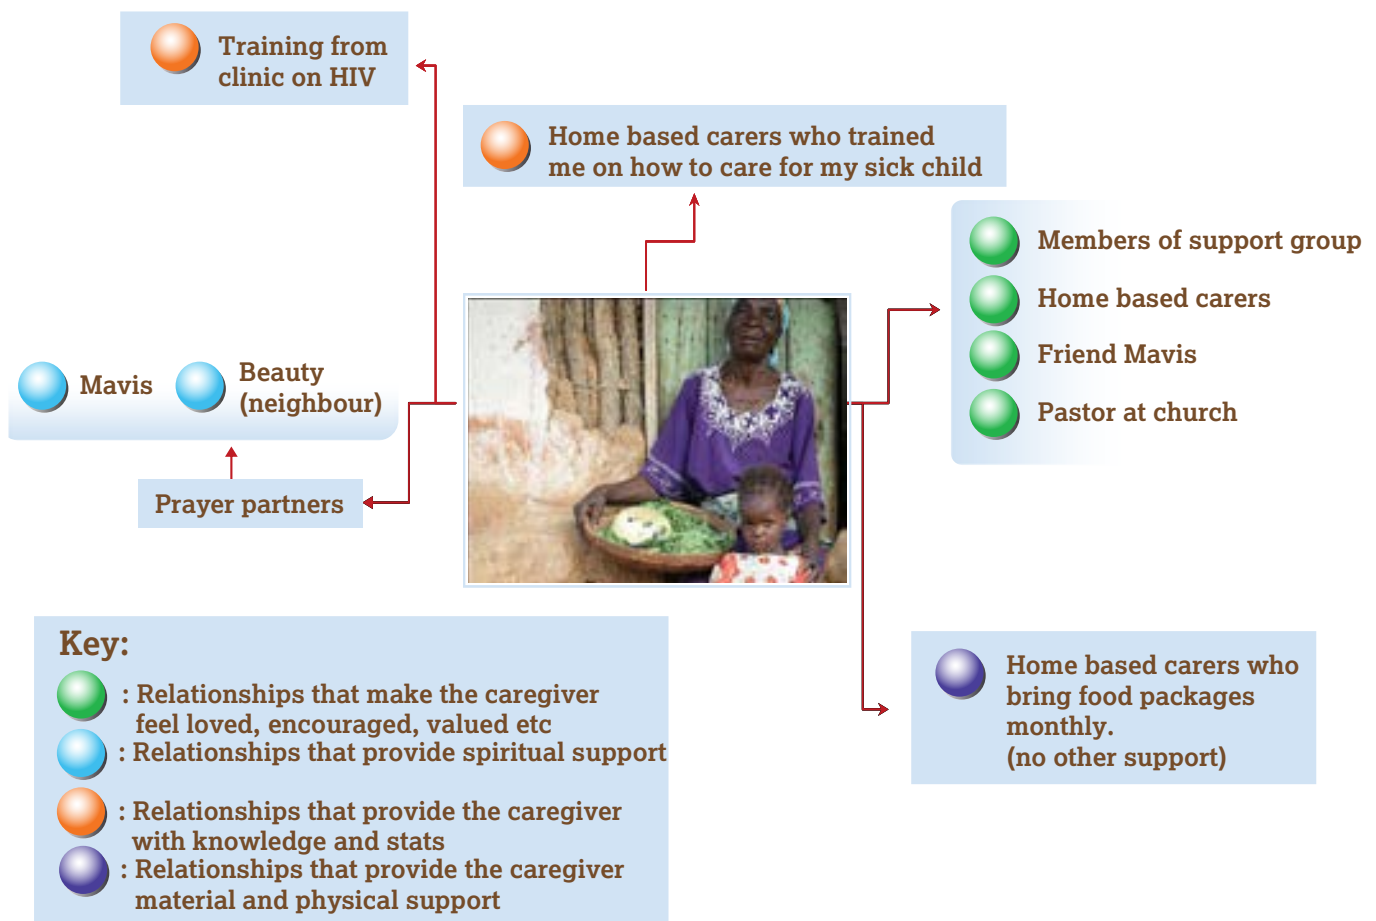 Training from
clinic on HIV
Home based carers who trained
me on how to care for my sick child
Members of support group
Home based carers
Friend Mavis
Pastor at church
Mavis
Beauty
(neighbour)
Prayer partners
Home based carers who
bring food packages
monthly.
(no other support)
Key:
: Relationships that make the caregiver
feel loved, encouraged, valued etc
: Relationships that provide spiritual support
: Relationships that provide the caregiver
with knowledge and stats
: Relationships that provide the caregiver
material and physical support